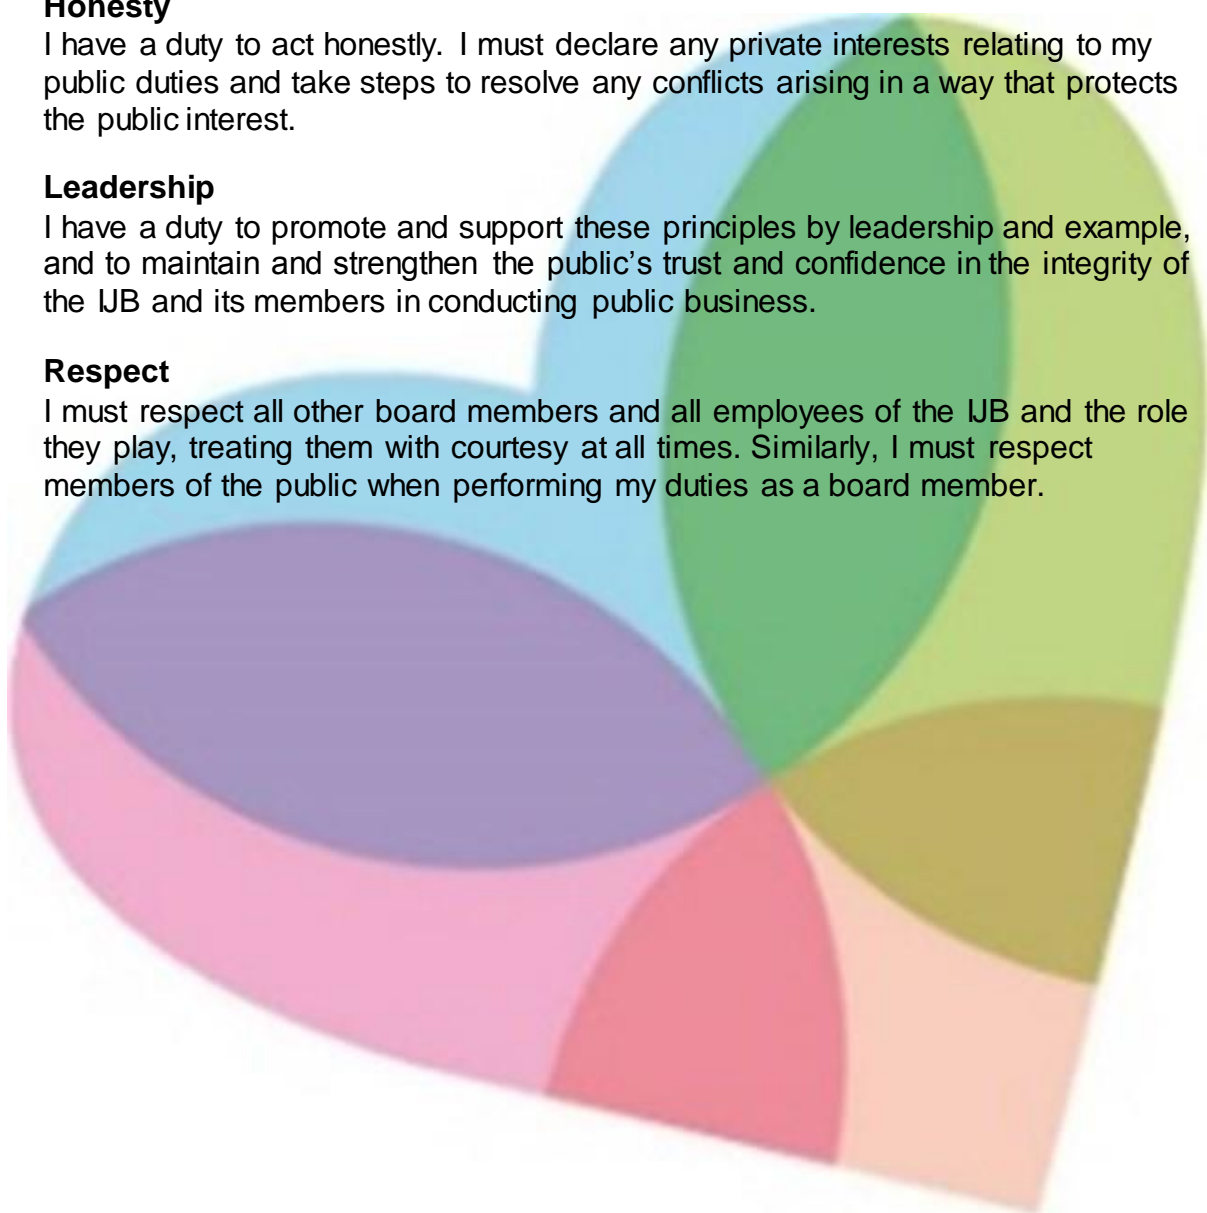 Honesty
I have a duty to act honestly. I must declare any private interests relating to my
public duties and take steps to resolve any conflicts arising in a way that protects
the public interest.
Leadership
I have a duty to promote and support these principles by leadership and example,
and to maintain and strengthen the public’s trust and confidence in the integrity of
the IJB and its members in conducting public business.
Respect
I must respect all other board members and all employees of the IJB and the role
they play, treating them with courtesy at all times. Similarly, I must respect
members of the public when performing my duties as a board member.